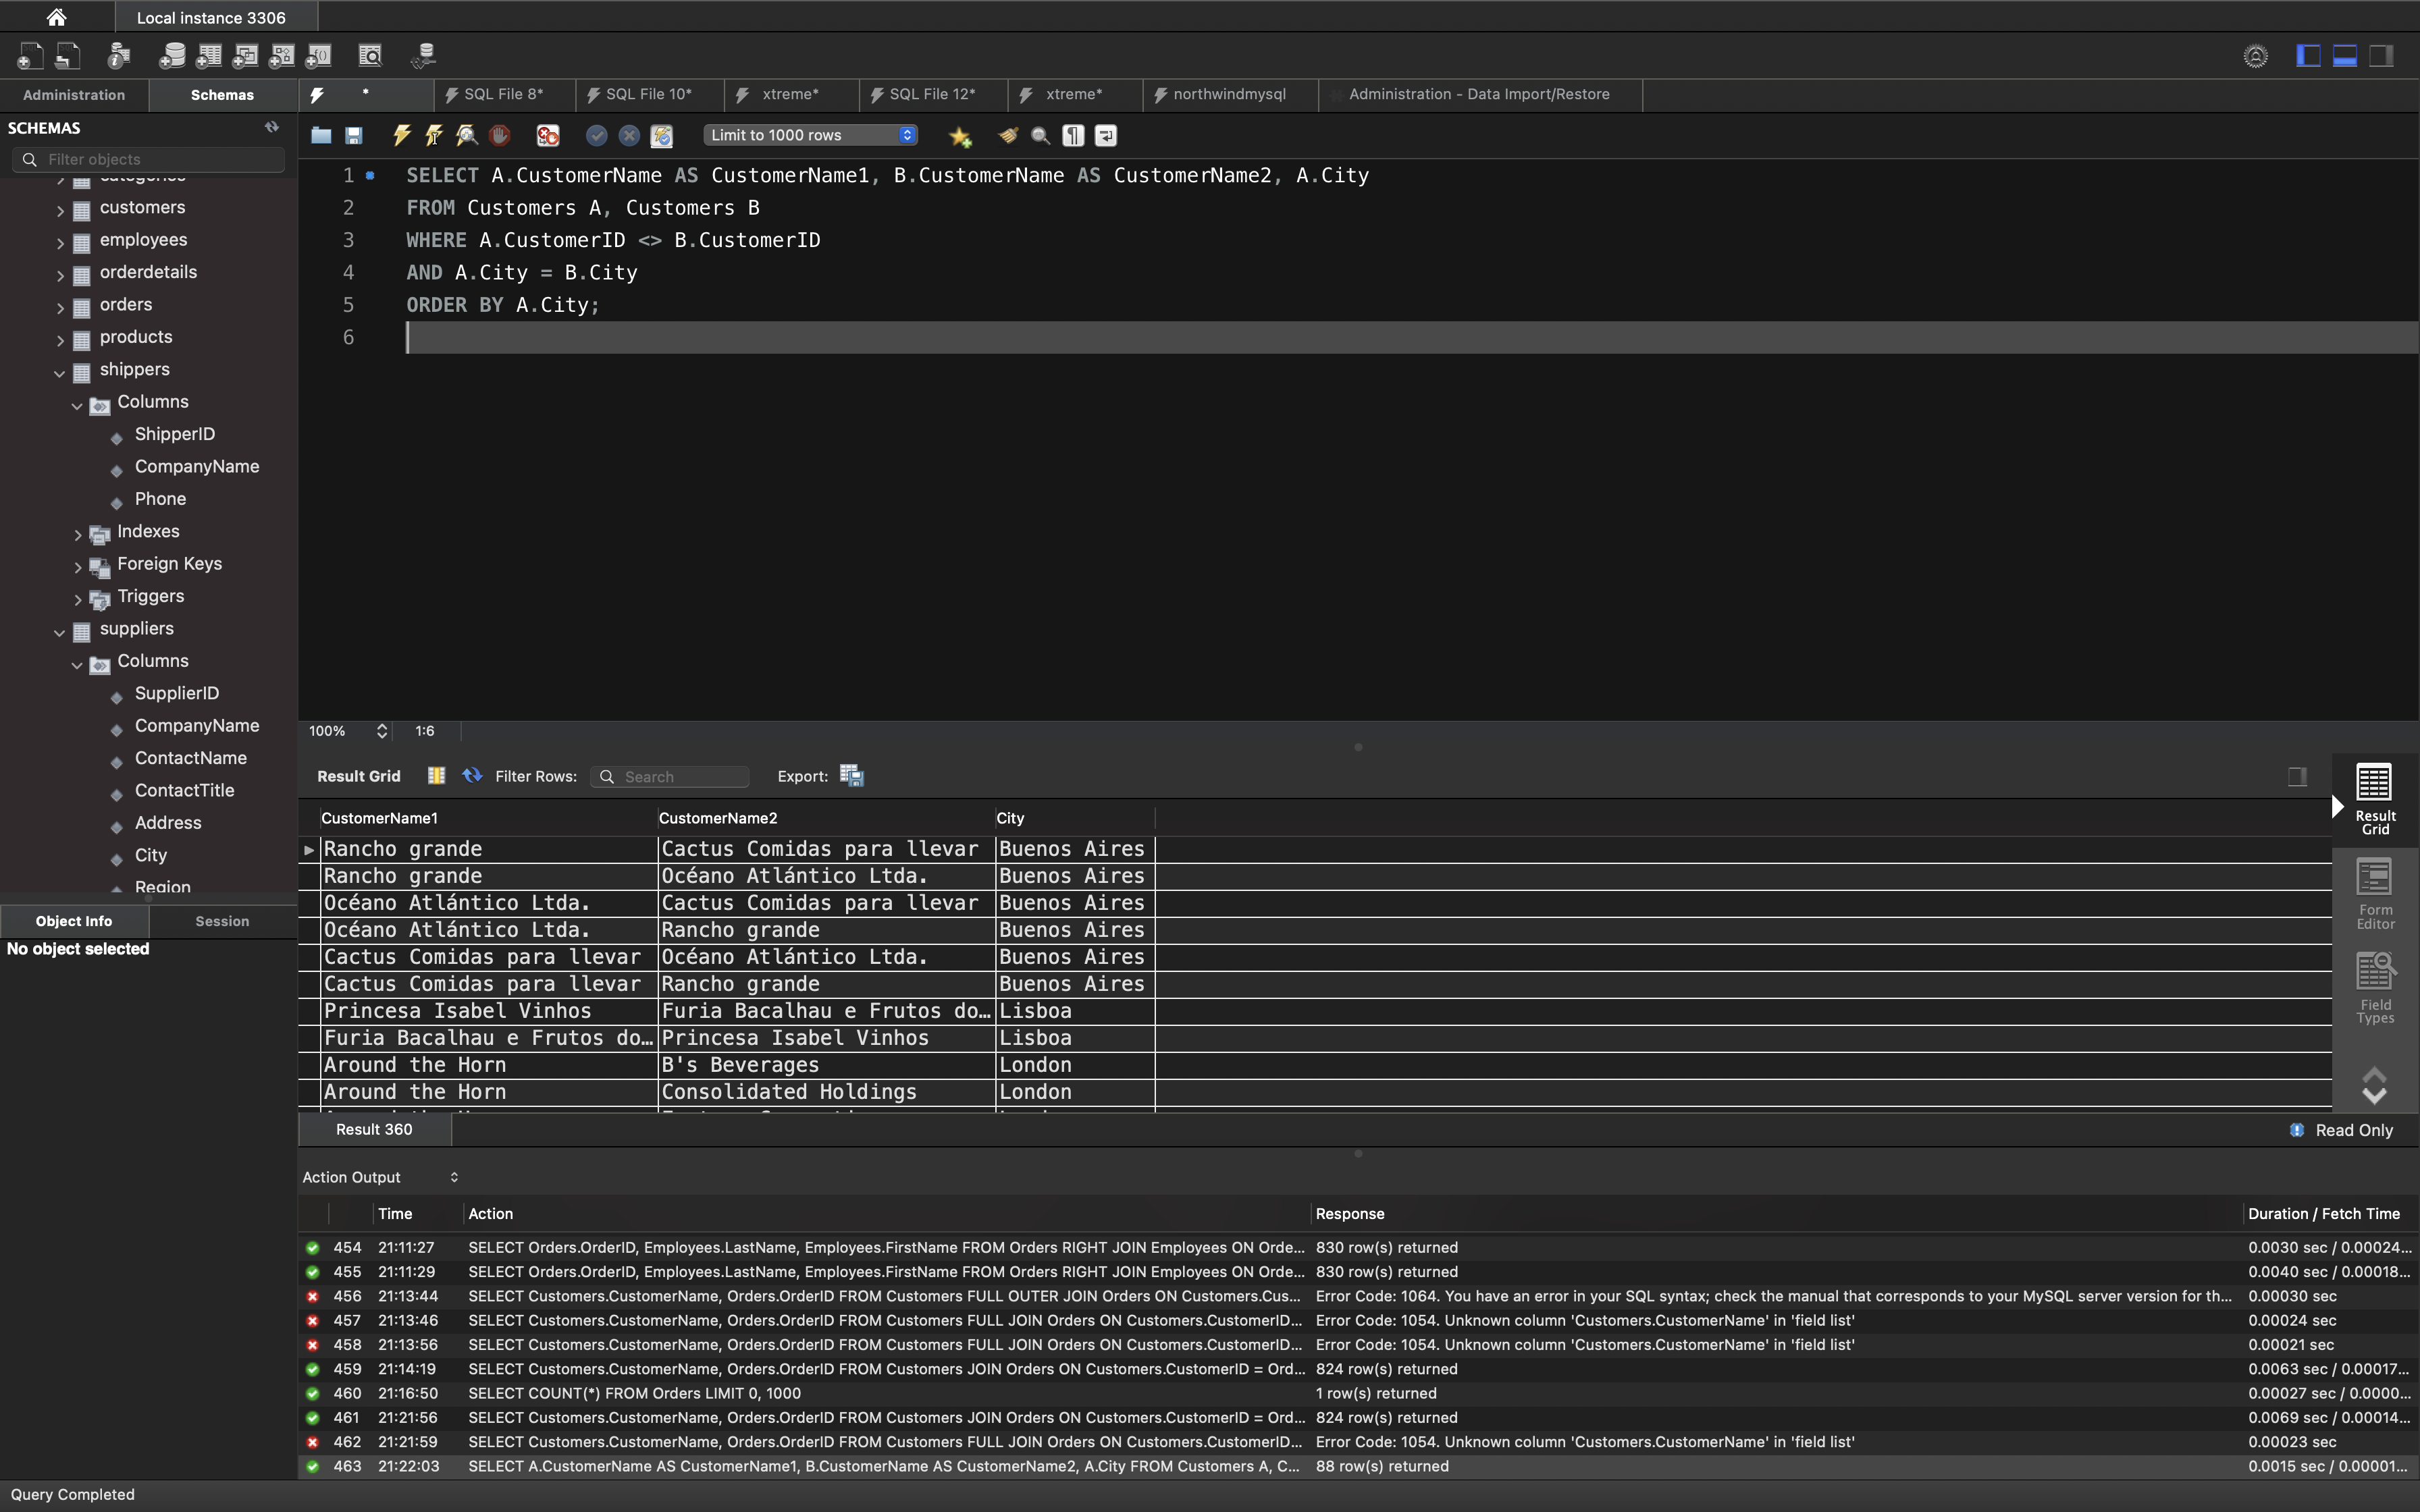 Local instance 3306
Administration
Schemas
*
SQL File 8*
SQL File 10*
xtreme*
SQL File 12*
xtreme*
northwindmysql
Administration - Data Import/Restore
SCHEMAS
Filter objects
categories
customers
employees
orderdetails
orders
products
shippers
Columns
ShipperID
CompanyName
Phone
Indexes
Foreign Keys
Triggers
suppliers
Columns
SupplierID
CompanyName
ContactName
ContactTitle
Address
City
Region
Object Info
Session
No object selected
Limit to 1000 rows
1 SELECT A.CustomerName AS CustomerName1, B.CustomerName AS CustomerName2, A.City
2 FROM Customers A, Customers B
3 WHERE A.CustomerID <> B.CustomerID
4 AND A.City = B.City
5 ORDER BY A.City;
6
100% 1:6
Result Grid Filter Rows: Search Export:
CustomerName1 CustomerName2 City
Rancho grande Cactus Comidas para llevar Buenos Aires
Rancho grande Océano Atlántico Ltda. Buenos Aires
Océano Atlántico Ltda. Cactus Comidas para llevar Buenos Aires
Océano Atlántico Ltda. Rancho grande Buenos Aires
Cactus Comidas para llevar Océano Atlántico Ltda. Buenos Aires
Cactus Comidas para llevar Rancho grande Buenos Aires
Princesa Isabel Vinhos Furia Bacalhau e Frutos do... Lisboa
Furia Bacalhau e Frutos do... Princesa Isabel Vinhos Lisboa
Around the Horn B's Beverages London
Around the Horn Consolidated Holdings London
Result
Grid
Form
Editor
Field
Types
Result 360
Read Only
Action Output
Time Action Response Duration / Fetch Time
454 21:11:27 SELECT Orders.OrderID, Employees.LastName, Employees.FirstName FROM Orders RIGHT JOIN Employees ON Orde... 830 row(s) returned 0.0030 sec / 0.00024...
455 21:11:29 SELECT Orders.OrderID, Employees.LastName, Employees.FirstName FROM Orders RIGHT JOIN Employees ON Orde... 830 row(s) returned 0.0040 sec / 0.00018...
456 21:13:44 SELECT Customers.CustomerName, Orders.OrderID FROM Customers FULL OUTER JOIN Orders ON Customers.Cus... Error Code: 1064. You have an error in your SQL syntax; check the manual that corresponds to your MySQL server version for th... 0.00030 sec
457 21:13:46 SELECT Customers.CustomerName, Orders.OrderID FROM Customers FULL JOIN Orders ON Customers.CustomerID... Error Code: 1054. Unknown column 'Customers.CustomerName' in 'field list' 0.00024 sec
458 21:13:56 SELECT Customers.CustomerName, Orders.OrderID FROM Customers FULL JOIN Orders ON Customers.CustomerID... Error Code: 1054. Unknown column 'Customers.CustomerName' in 'field list' 0.00021 sec
459 21:14:19 SELECT Customers.CustomerName, Orders.OrderID FROM Customers JOIN Orders ON Customers.CustomerID = Ord... 824 row(s) returned 0.0063 sec / 0.00017...
460 21:16:50 SELECT COUNT(*) FROM Orders LIMIT 0, 1000 1 row(s) returned 0.00027 sec / 0.0000...
461 21:21:56 SELECT Customers.CustomerName, Orders.OrderID FROM Customers JOIN Orders ON Customers.CustomerID = Ord... 824 row(s) returned 0.0069 sec / 0.00014...
462 21:21:59 SELECT Customers.CustomerName, Orders.OrderID FROM Customers FULL JOIN Orders ON Customers.CustomerID... Error Code: 1054. Unknown column 'Customers.CustomerName' in 'field list' 0.00023 sec
463 21:22:03 SELECT A.CustomerName AS CustomerName1, B.CustomerName AS CustomerName2, A.City FROM Customers A, C... 88 row(s) returned 0.0015 sec / 0.00001...
Query Completed